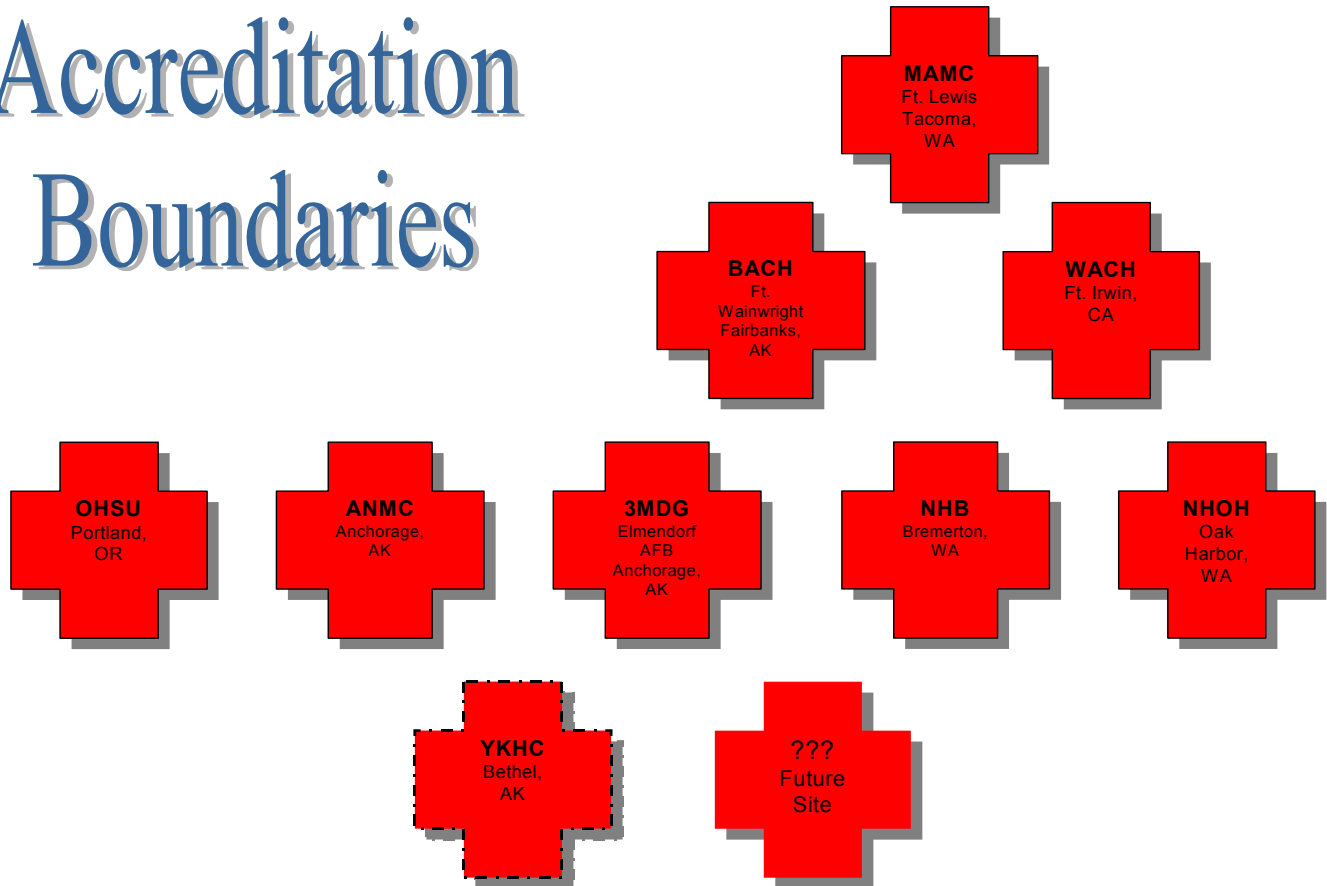 Accreditation
Boundaries
MAMC
Ft. Lewis
Tacoma,
WA
BACH
Ft.
Wainwright
Fairbanks,
AK
WACH
Ft. Irwin,
CA
OHSU
Portland,
OR
ANMC
Anchorage,
AK
3MDG
Elmendorf
AFB
Anchorage,
AK
NHB
Bremerton,
WA
NHOH
Oak
Harbor,
WA
YKHC
Bethel,
AK
???
Future
Site